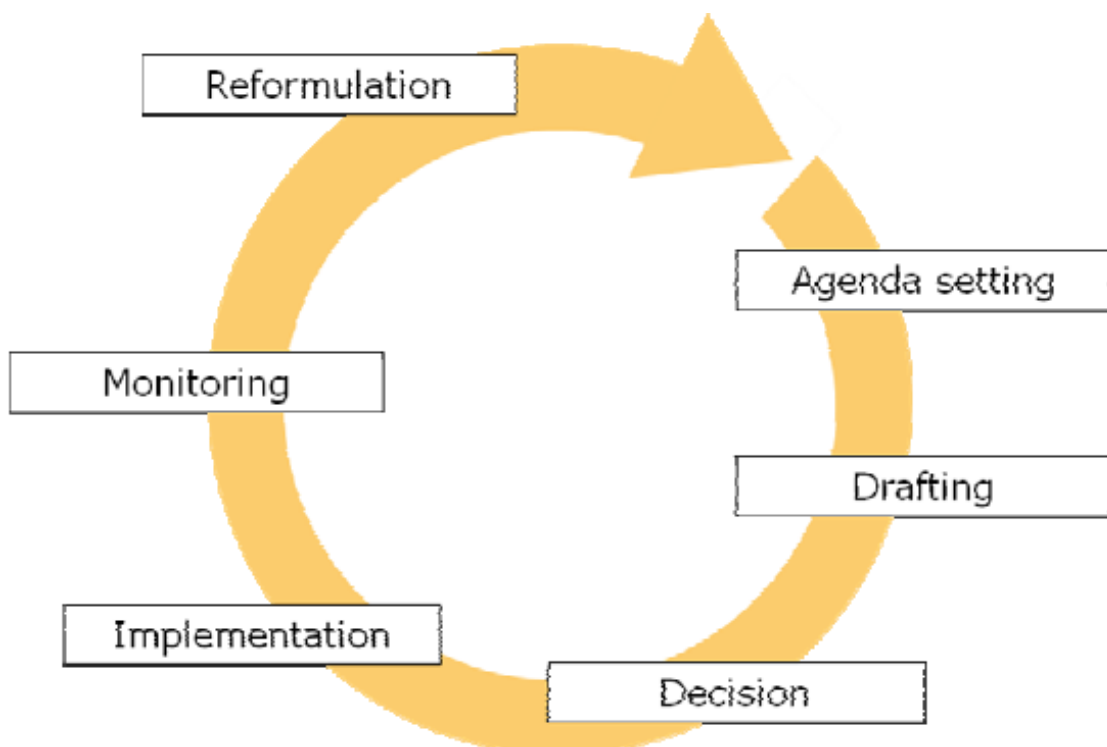 Reformulation
Agenda setting
Monitoring
Drafting
Implementation
Decision